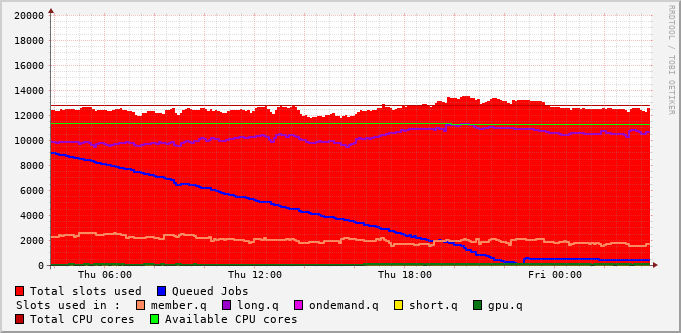 20000
18000
16000
14000
12000
10000
8000
6000
4000
2000
0
Thu 06:00 Thu 12:00 Thu 18:00 Fri 00:00
RRDTOOL / TOBI OETIKER
Total slots used Queued Jobs
Slots used in : member.q long.q ondemand.q short.q gpu.q
Total CPU cores Available CPU cores